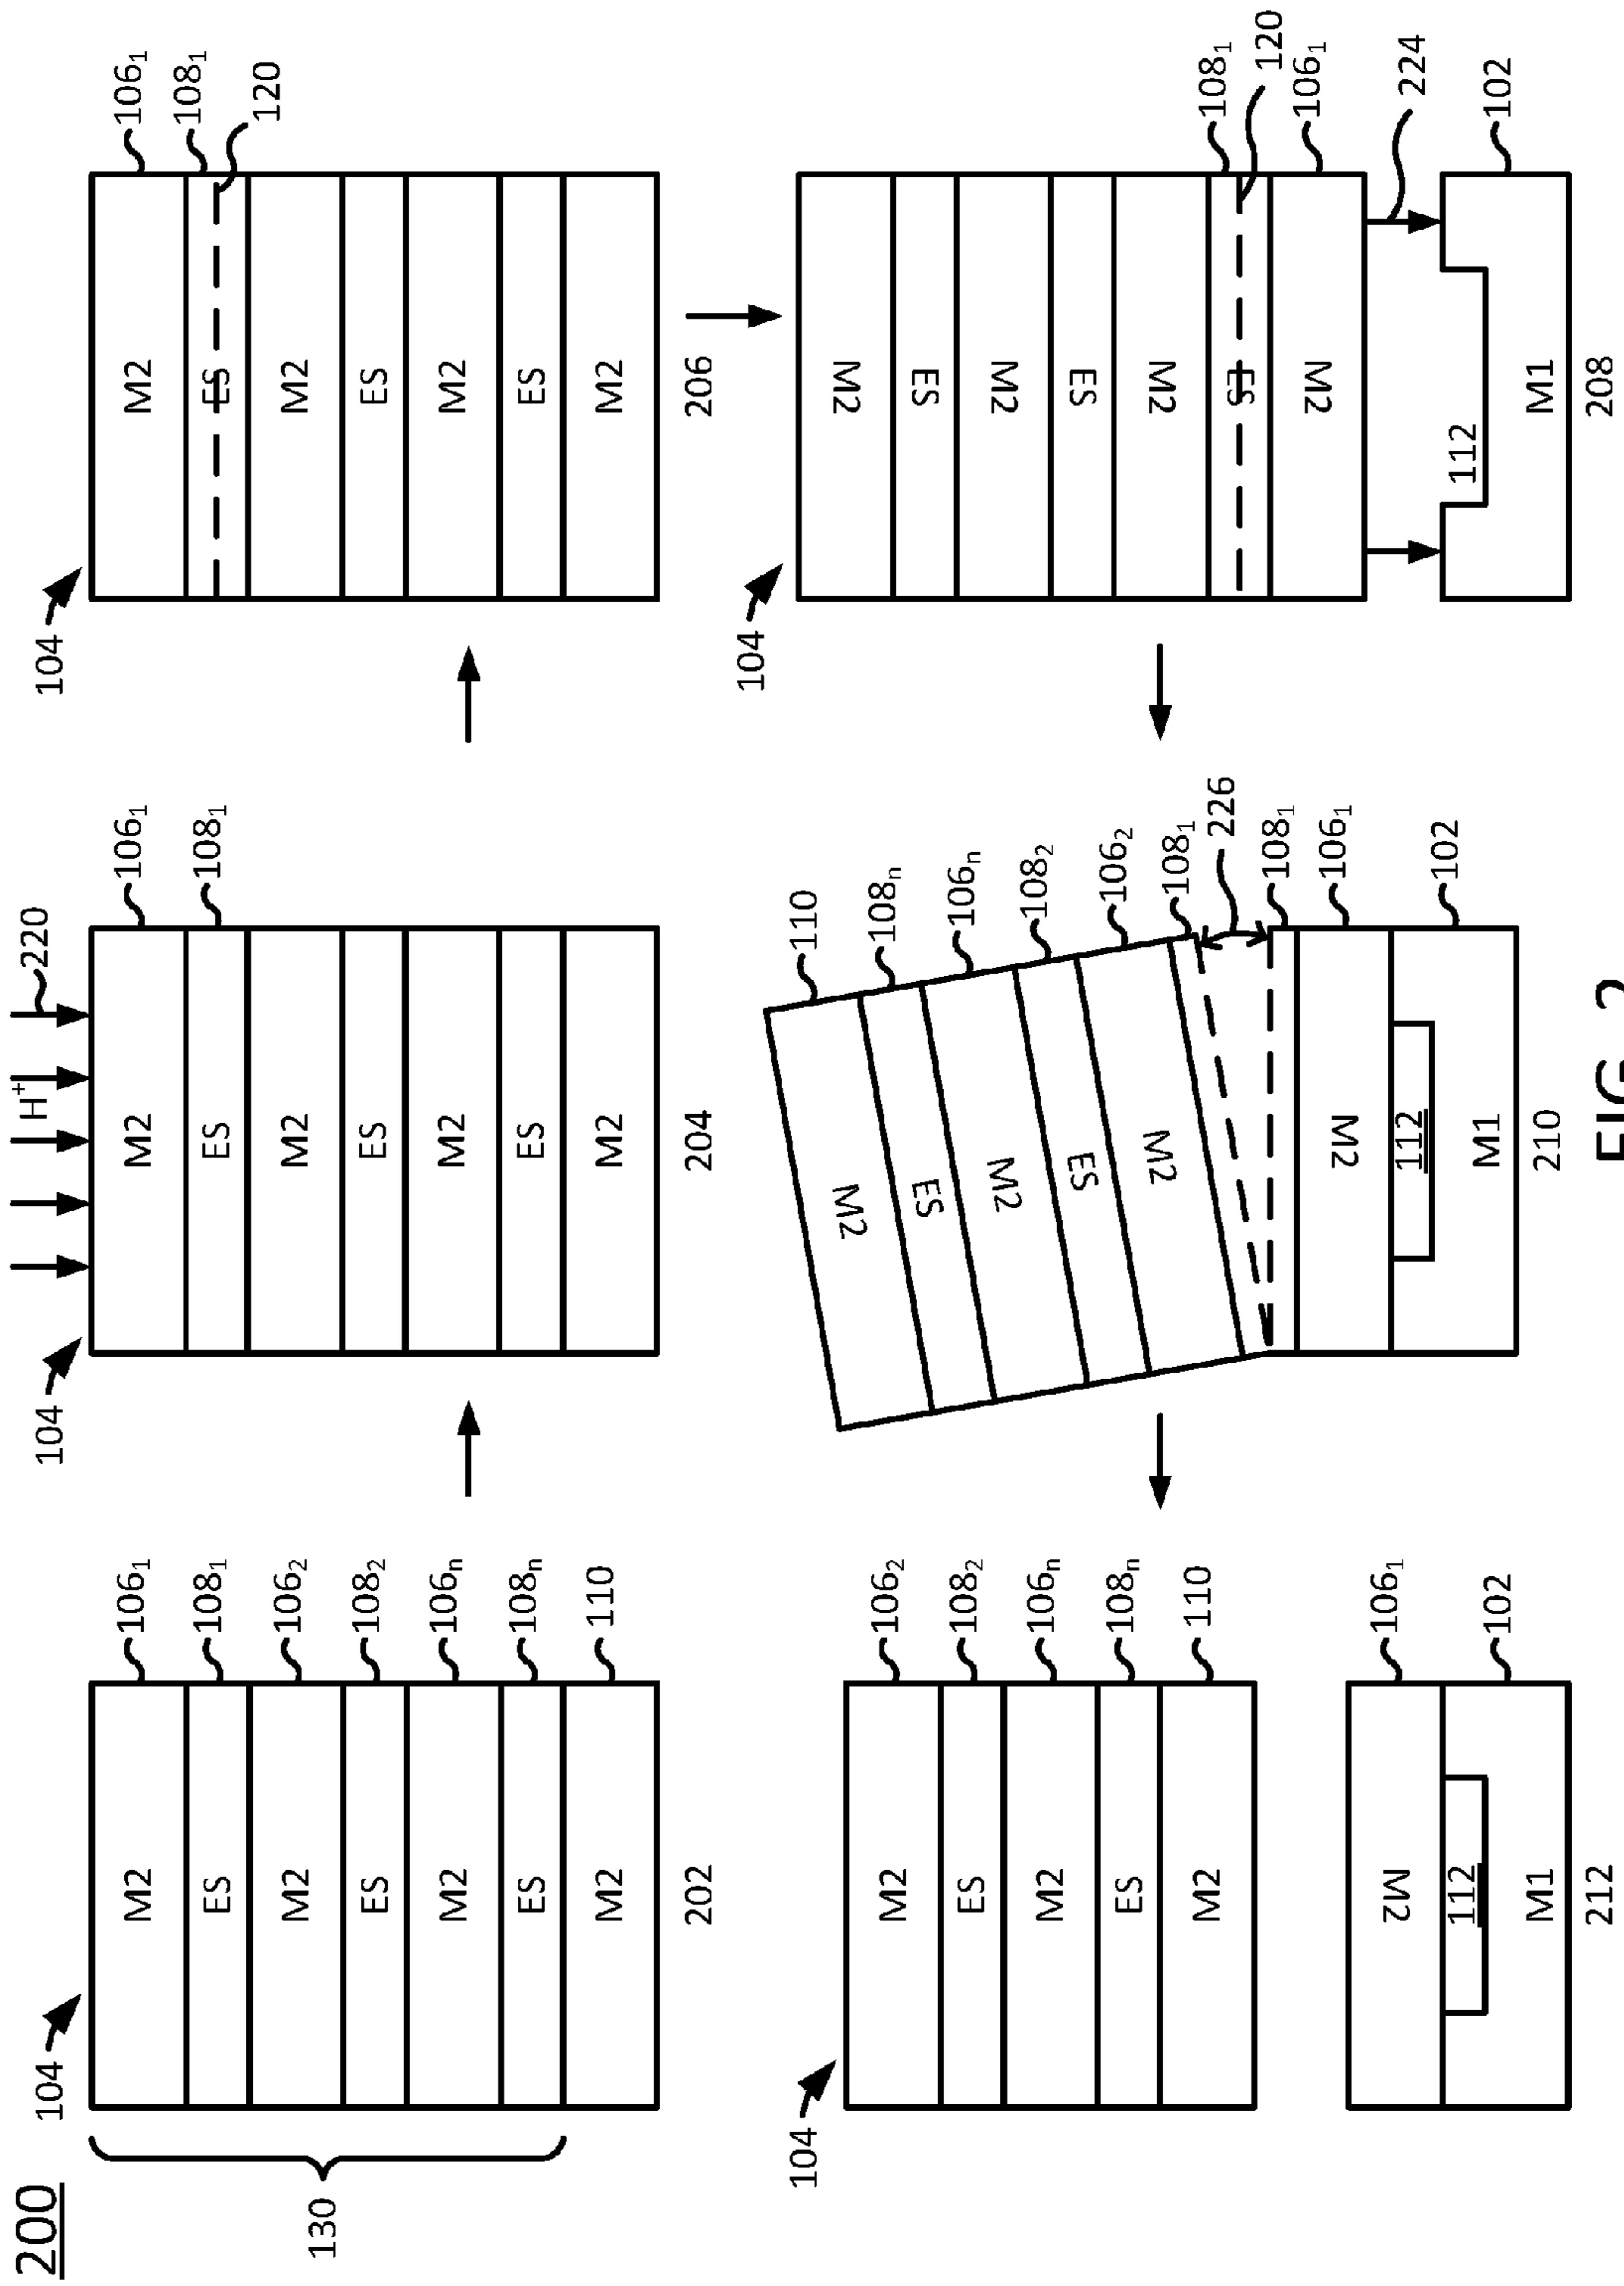 200
104
130
M2
ES
M2
ES
M2
ES
M2
106₁
108₁
106₂
108₂
106ₙ
108ₙ
110
202
104
H⁺
220
M2
ES
M2
ES
M2
ES
M2
106₁
108₁
204
104
M2
ES
M2
ES
M2
ES
M2
106₁
108₁
120
206
104
M2
ES
M2
ES
M2
106₂
108₂
106ₙ
108ₙ
110
M2
112
M1
106₁
102
212
M2
ES
M2
ES
M2
110
108ₙ
106ₙ
108₂
106₂
108₁
226
108₁
106₁
102
M2
112
M1
210
104
M2
ES
M2
ES
M2
ES
M2
108₁
120
106₁
224
112
102
M1
208
FIG. 2